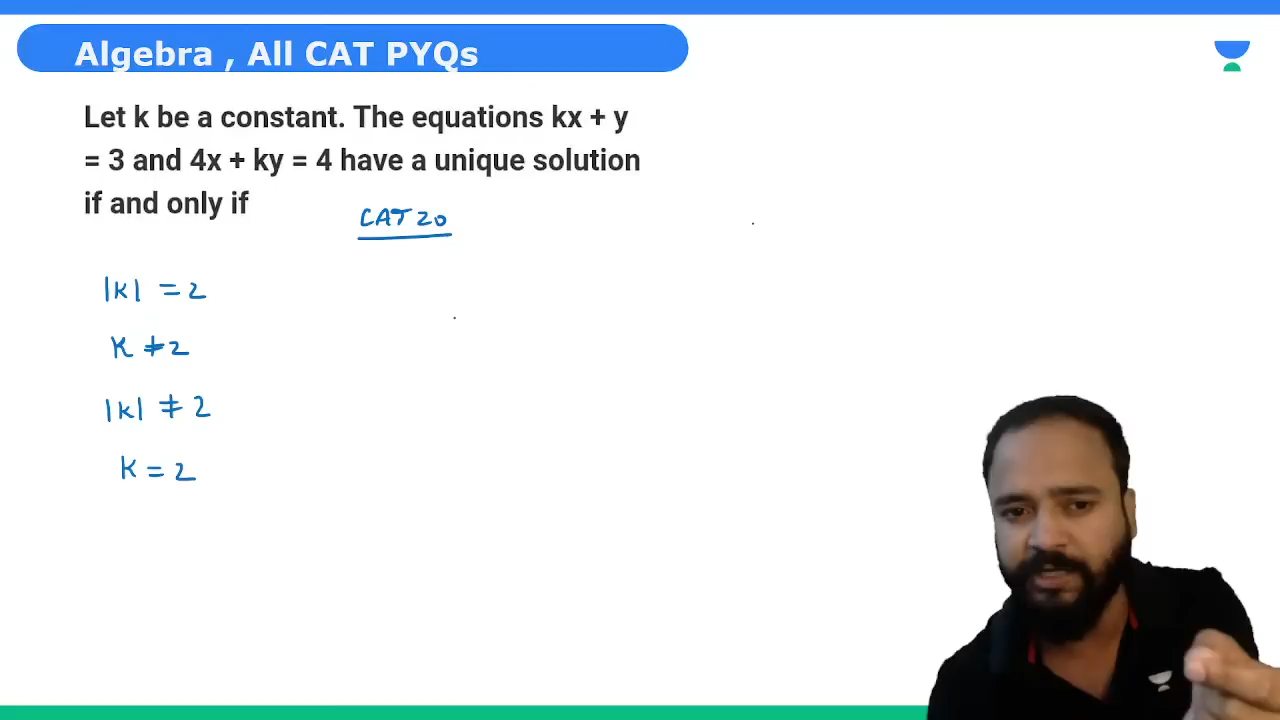 Algebra , All CAT PYQs
Let k be a constant. The equations kx + y
= 3 and 4x + ky = 4 have a unique solution
if and only if
CAT 20
|k| = 2
k ≠ 2
|k| ≠ 2
k = 2